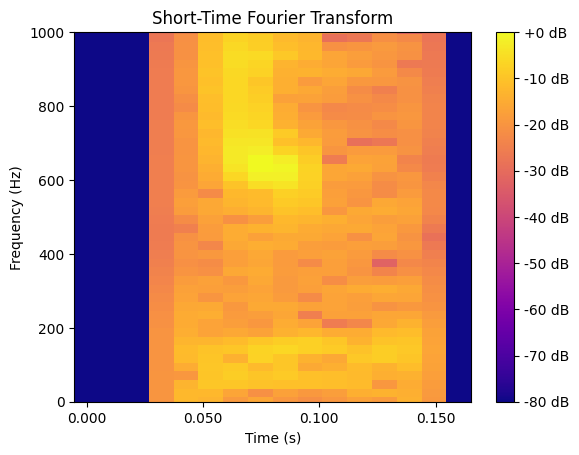 Short-Time Fourier Transform
1000
800
600
400
200
0
Frequency (Hz)
0.000
0.050
0.100
0.150
Time (s)
+0 dB
-10 dB
-20 dB
-30 dB
-40 dB
-50 dB
-60 dB
-70 dB
-80 dB